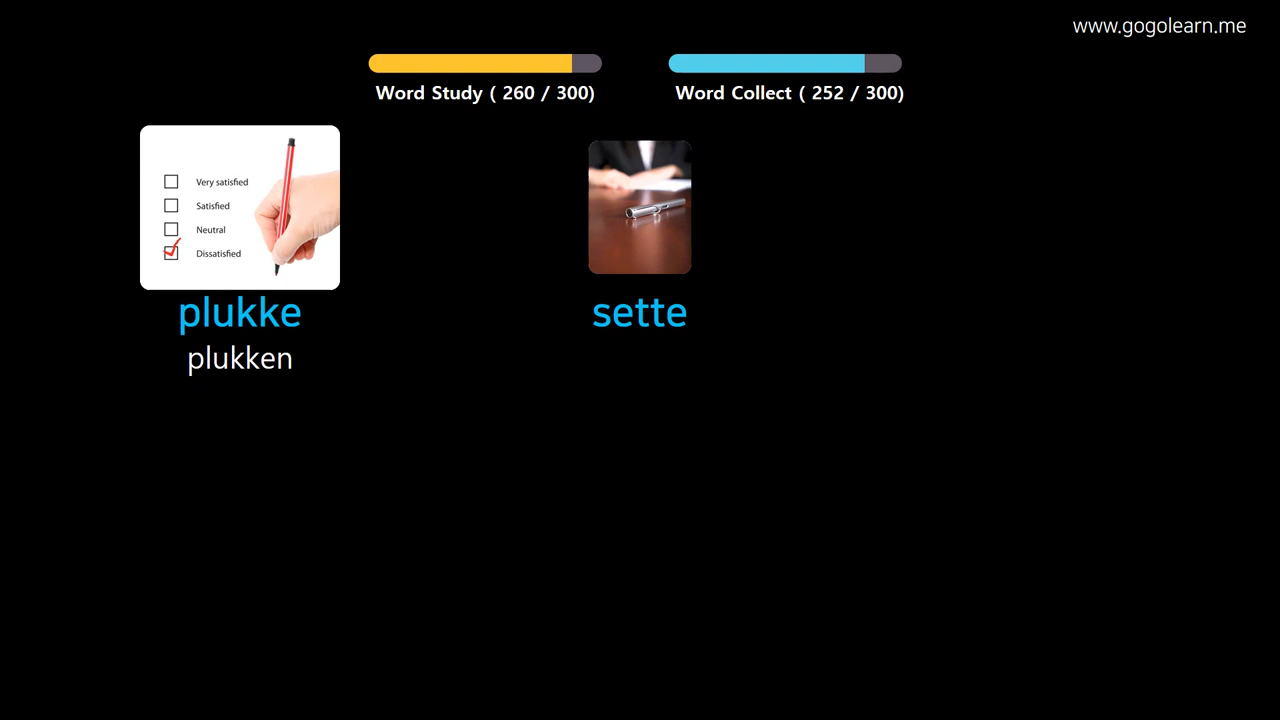 www.gogolearn.me
Word Study ( 260 / 300)
Word Collect ( 252 / 300)
Very satisfied
Satisfied
Neutral
Dissatisfied
plukke
plukken
sette